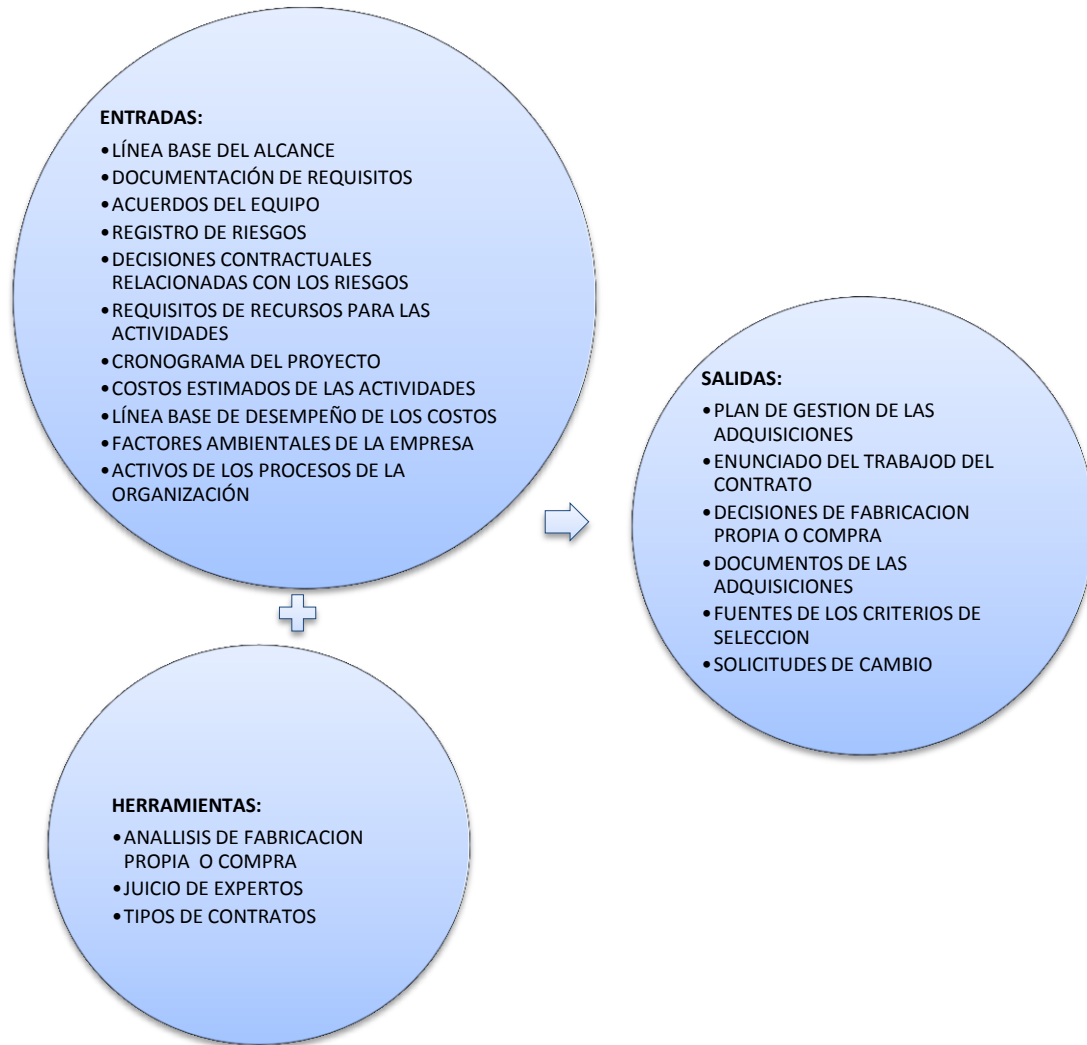 ENTRADAS:
•LÍNEA BASE DEL ALCANCE
•DOCUMENTACIÓN DE REQUISITOS
•ACUERDOS DEL EQUIPO
•REGISTRO DE RIESGOS
•DECISIONES CONTRACTUALES
RELACIONADAS CON LOS RIESGOS
•REQUISITOS DE RECURSOS PARA LAS
ACTIVIDADES
•CRONOGRAMA DEL PROYECTO
•COSTOS ESTIMADOS DE LAS ACTIVIDADES
•LÍNEA BASE DE DESEMPEÑO DE LOS COSTOS
•FACTORES AMBIENTALES DE LA EMPRESA
•ACTIVOS DE LOS PROCESOS DE LA
ORGANIZACIÓN
HERRAMIENTAS:
•ANALLISIS DE FABRICACION
PROPIA O COMPRA
•JUICIO DE EXPERTOS
•TIPOS DE CONTRATOS
SALIDAS:
•PLAN DE GESTION DE LAS
ADQUISICIONES
•ENUNCIADO DEL TRABAJOD DEL
CONTRATO
•DECISIONES DE FABRICACION
PROPIA O COMPRA
•DOCUMENTOS DE LAS
ADQUISICIONES
•FUENTES DE LOS CRITERIOS DE
SELECCION
•SOLICITUDES DE CAMBIO